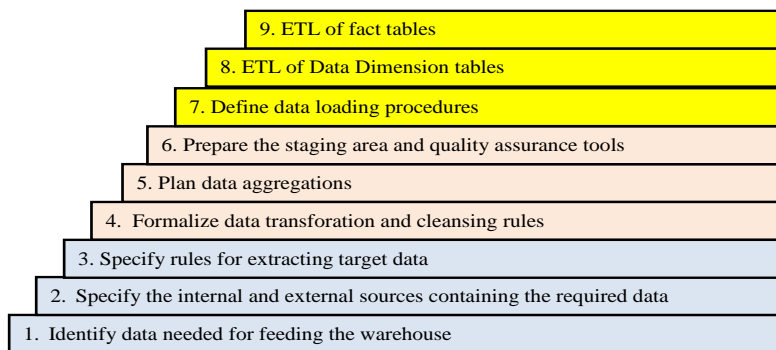 9. ETL of fact tables
8. ETL of Data Dimension tables
7. Define data loading procedures
6. Prepare the staging area and quality assurance tools
5. Plan data aggregations
4. Formalize data transforation and cleansing rules
3. Specify rules for extracting target data
2. Specify the internal and external sources containing the required data
1. Identify data needed for feeding the warehouse